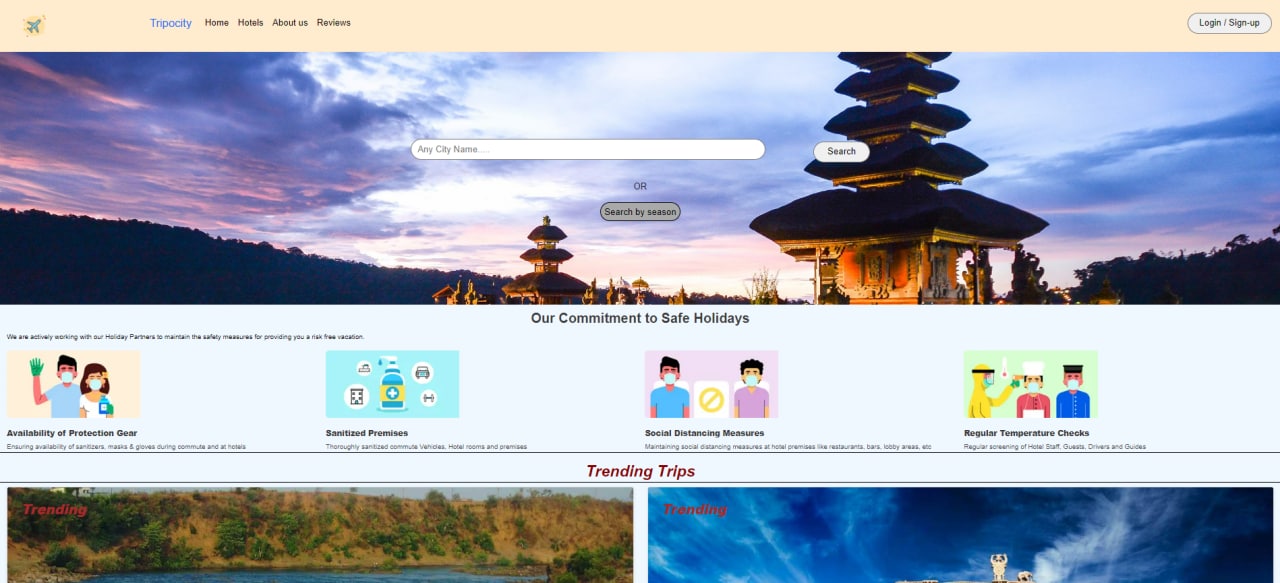 Tripocity Home Hotels About us Reviews Login / Sign-up
Any City Name.... Search
OR
Search by season
Our Commitment to Safe Holidays
We are actively working with our Holiday Partners to maintain the safety measures for providing you a risk free vacation.
Availability of Protection Gear
Ensuring availability of sanitizers, masks & gloves during commute and at hotels
Sanitized Premises
Thoroughly sanitized commute Vehicles, Hotel rooms and premises
Social Distancing Measures
Maintaining social distancing measures at hotel premises like restaurants, bars, lobby areas, etc
Regular Temperature Checks
Regular screening of Hotel Staff, Guests, Drivers and Guides
Trending Trips
Trending
Trending